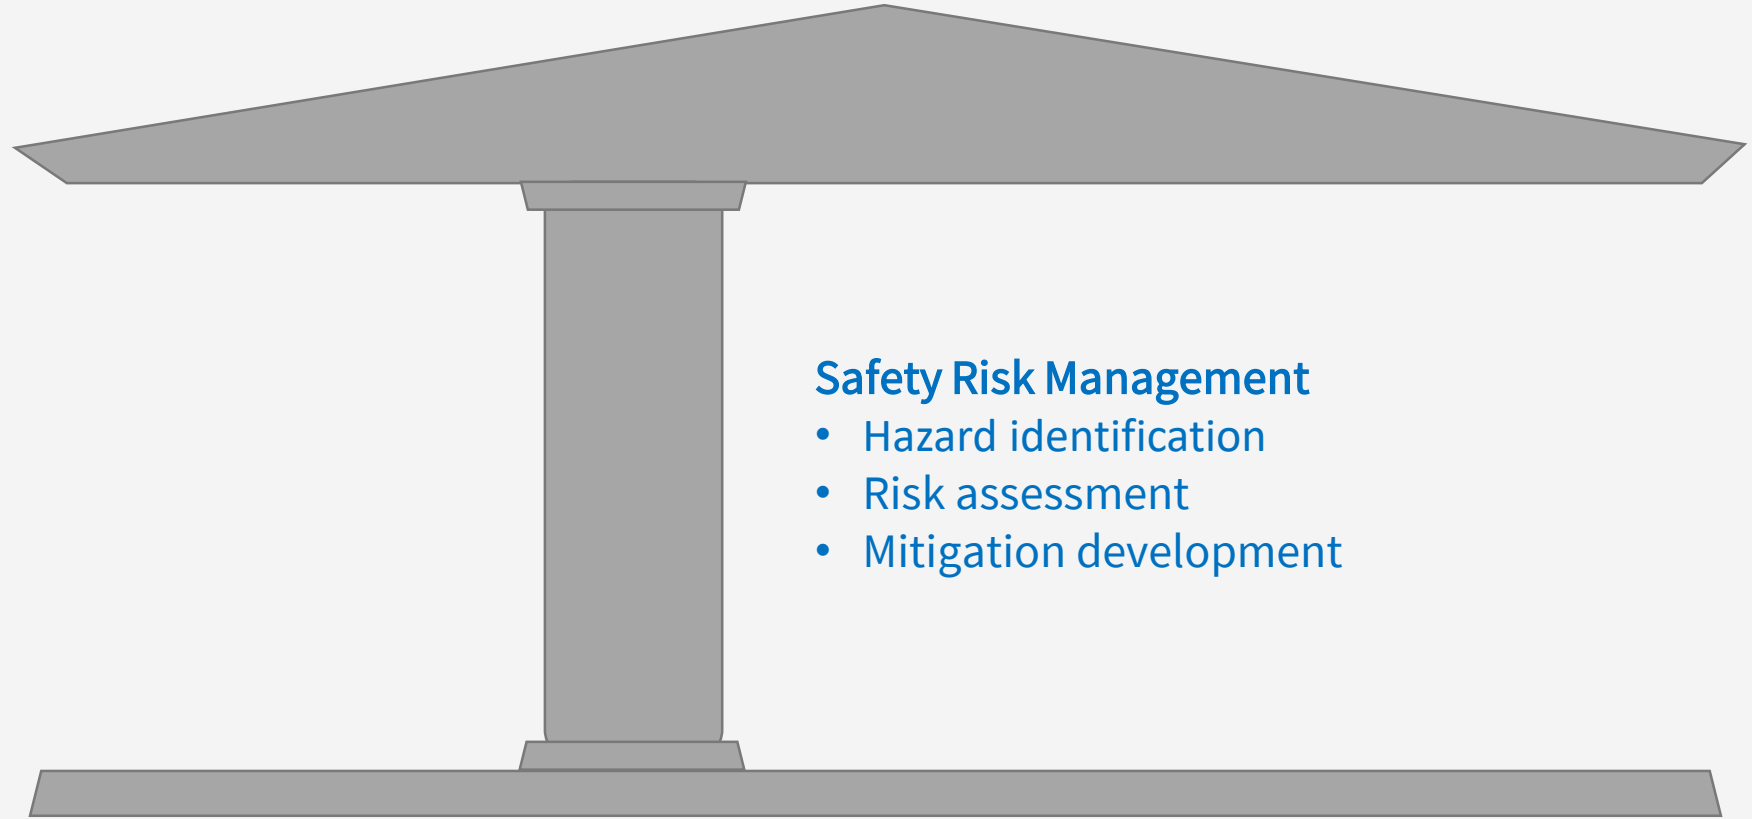 Safety Risk Management
• Hazard identification
• Risk assessment
• Mitigation development